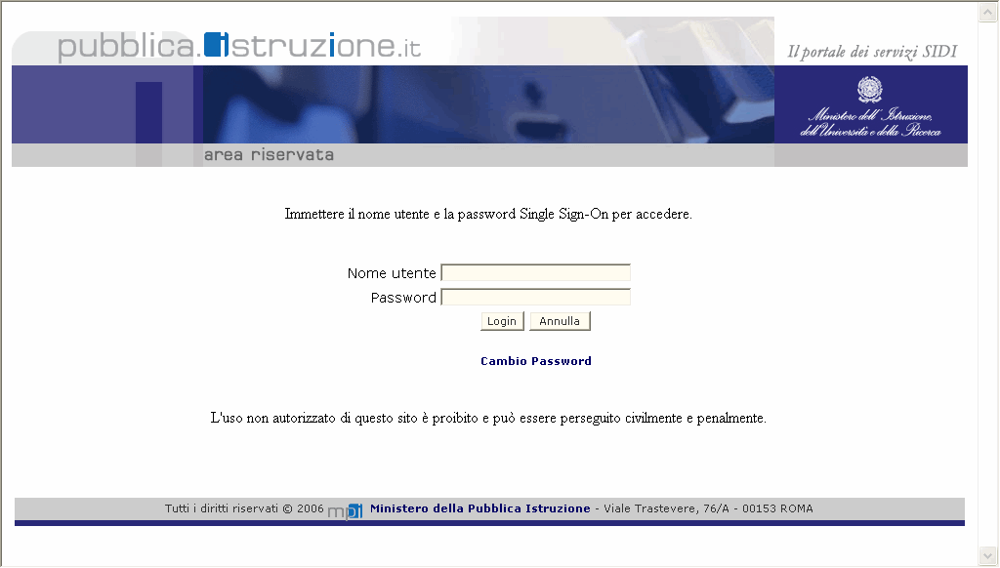 pubblica.istruzione.it
Il portale dei servizi SIDI
Ministero dell'Istruzione,
dell'Università e della Ricerca
area riservata
Immettere il nome utente e la password Single Sign-On per accedere.
Nome utente
Password
Login Annulla
Cambio Password
L'uso non autorizzato di questo sito è proibito e può essere perseguito civilmente e penalmente.
Tutti i diritti riservati © 2006 mpi Ministero della Pubblica Istruzione - Viale Trastevere, 76/A - 00153 ROMA